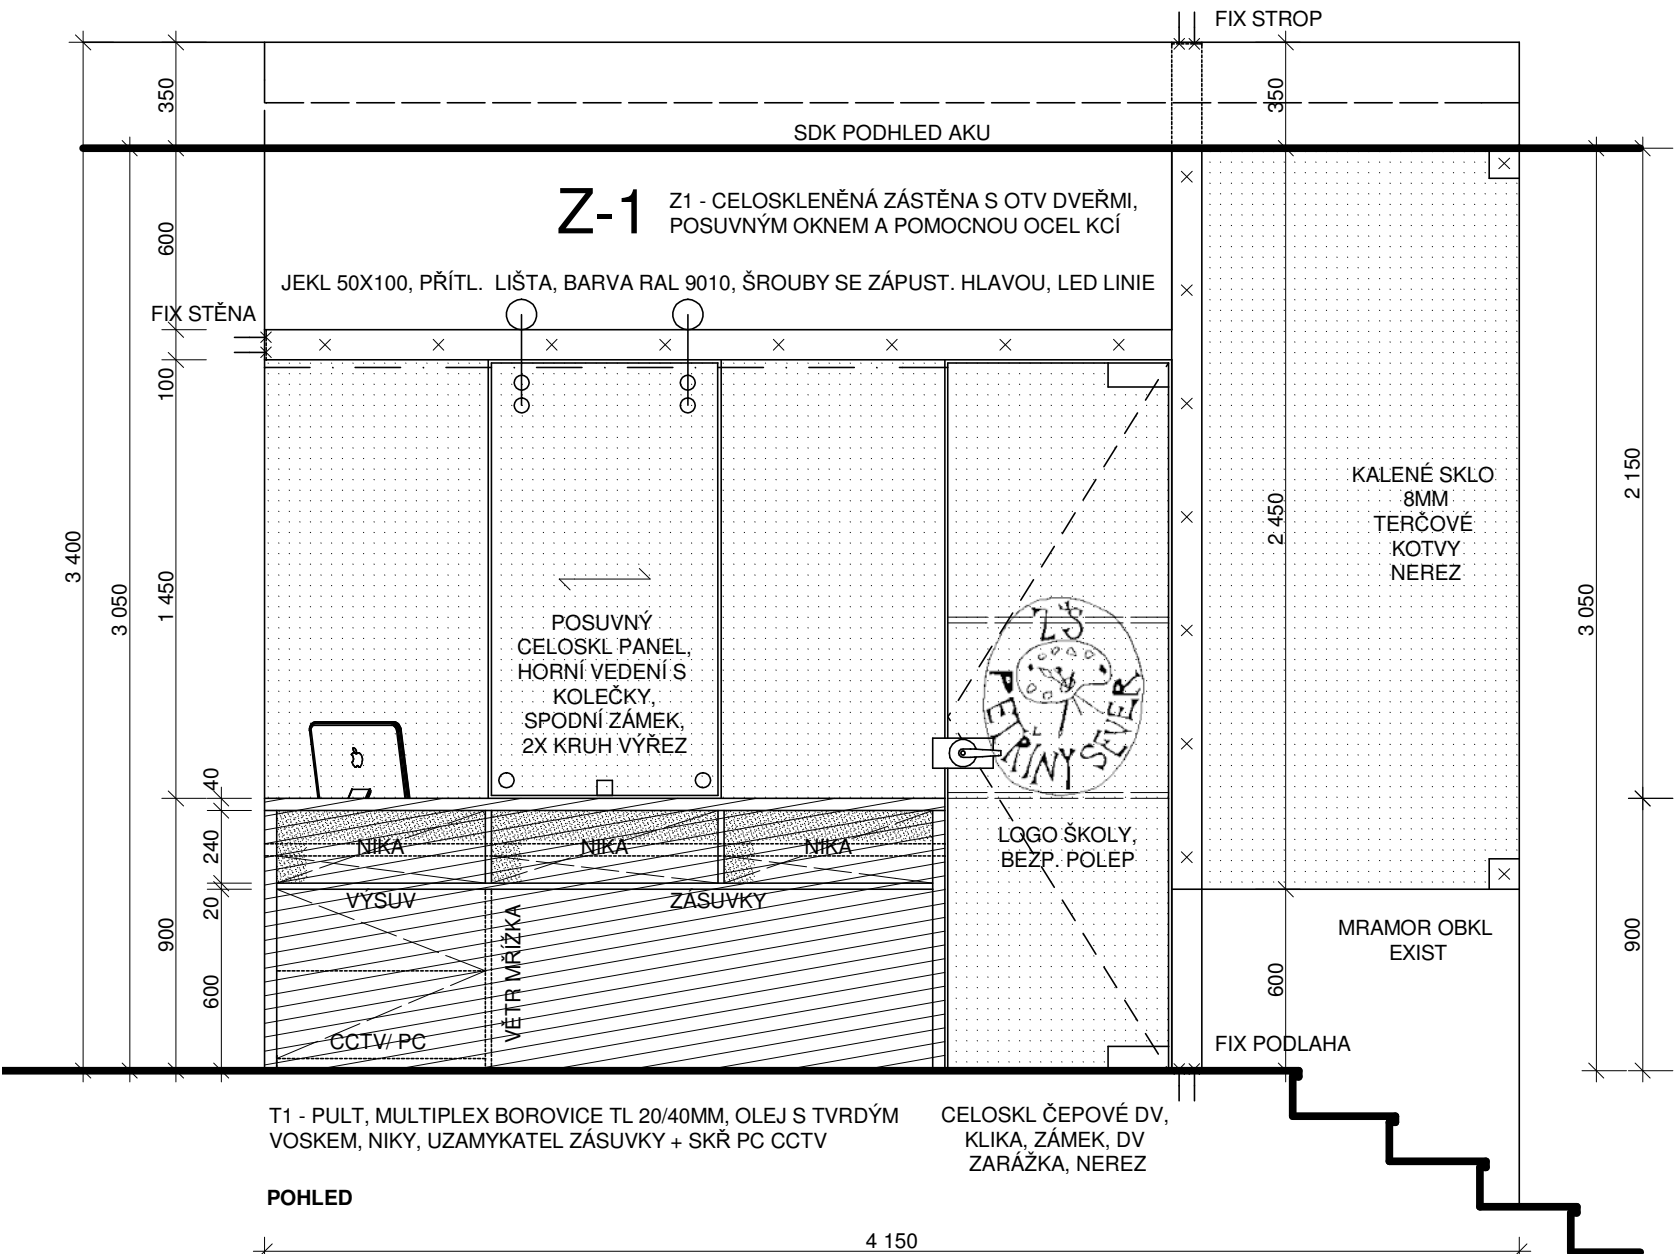 FIX STROP
350
350
SDK PODHLED AKU
Z-1
Z1 - CELOSKLENĚNÁ ZÁSTĚNA S OTV DVEŘMI,
POSUVNÝM OKNEM A POMOCNOU OCEL KCÍ
600
JEKL 50X100, PŘÍTL. LIŠTA, BARVA RAL 9010, ŠROUBY SE ZÁPUST. HLAVOU, LED LINIE
FIX STĚNA
100
KALENÉ SKLO
8MM
TERČOVÉ
KOTVY
NEREZ
2 150
2 450
3 400
3 050
1 450
3 050
POSUVNÝ
CELOSKL PANEL,
HORNÍ VEDENÍ S
KOLEČKY,
SPODNÍ ZÁMEK,
2X KRUH VÝŘEZ
ZŠ
PETŘINY SEVER
40
240
NIKA
NIKA
NIKA
LOGO ŠKOLY,
BEZP. POLEP
20
VÝSUV
ZÁSUVKY
VĚTR MŘÍŽKA
900
600
CCTV/ PC
MRAMOR OBKL
EXIST
900
600
FIX PODLAHA
T1 - PULT, MULTIPLEX BOROVICE TL 20/40MM, OLEJ S TVRDÝM
VOSKEM, NIKY, UZAMYKATEL ZÁSUVKY + SKŘ PC CCTV
CELOSKL ČEPOVÉ DV,
KLIKA, ZÁMEK, DV
ZARÁŽKA, NEREZ
POHLED
4 150